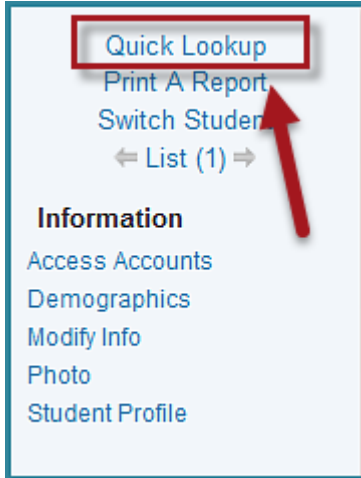 Quick Lookup
Print A Report
Switch Studen
⇐ List (1) ⇒
Information
Access Accounts
Demographics
Modify Info
Photo
Student Profile